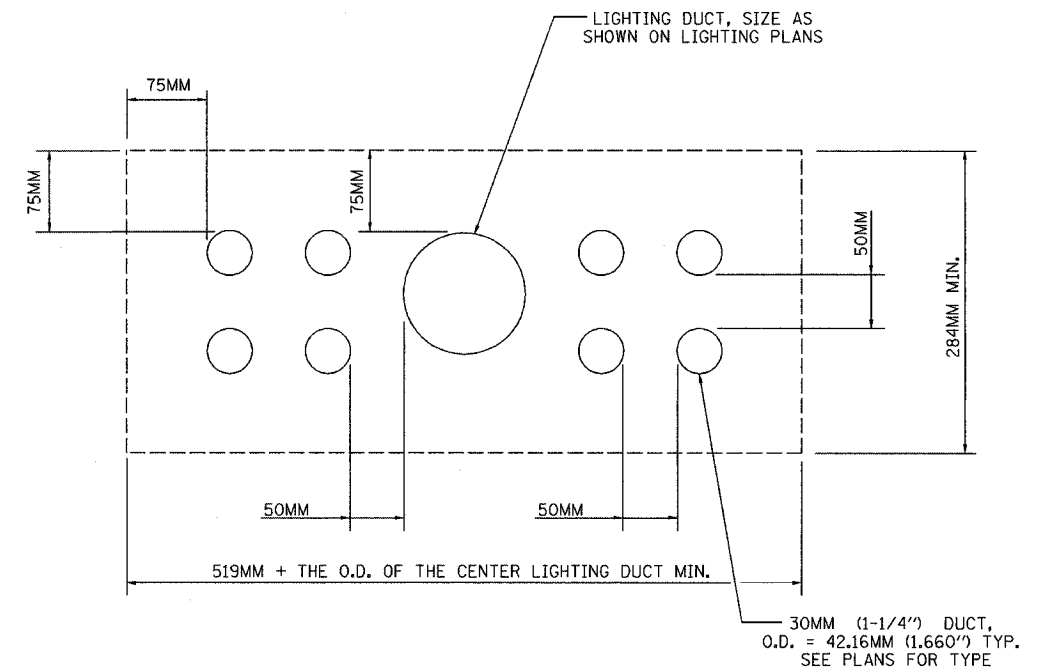 LIGHTING DUCT, SIZE AS
SHOWN ON LIGHTING PLANS
75MM
75MM
75MM
50MM
284MM MIN.
50MM
50MM
519MM + THE O.D. OF THE CENTER LIGHTING DUCT MIN.
30MM (1-1/4") DUCT,
O.D. = 42.16MM (1.660") TYP.
SEE PLANS FOR TYPE